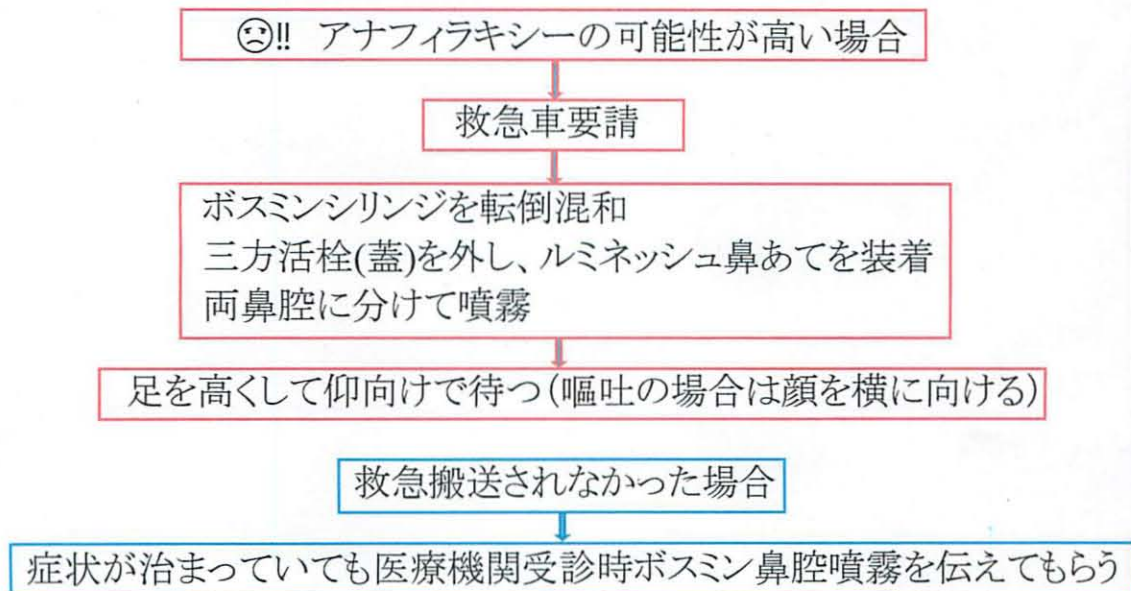 ☹!! アナフィラキシーの可能性が高い場合
救急車要請
ボスミンシリンジを転倒混和
三方活栓(蓋)を外し、ルミネッシュ鼻あてを装着
両鼻腔に分けて噴霧
足を高くして仰向けで待つ(嘔吐の場合は顔を横に向ける)
救急搬送されなかった場合
症状が治まっていても医療機関受診時ボスミン鼻腔噴霧を伝えてもらう